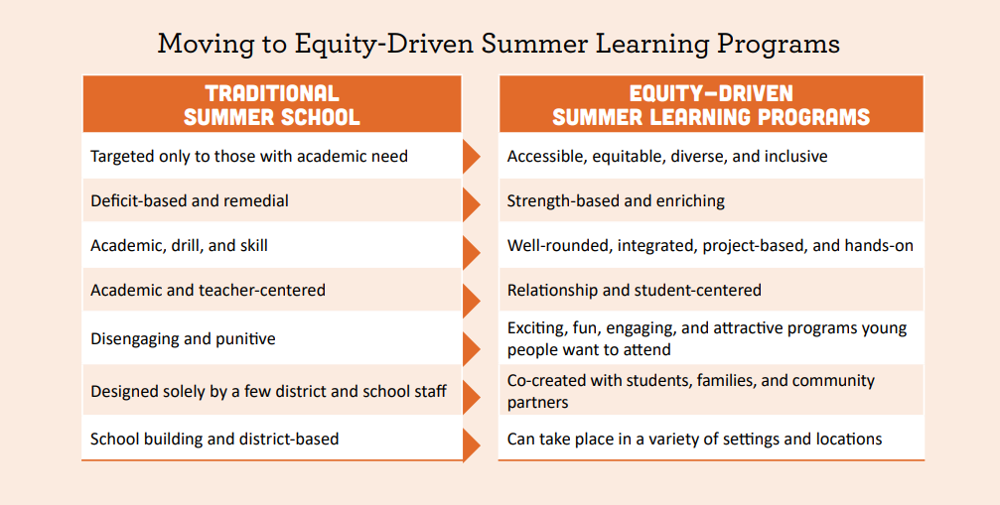 Moving to Equity-Driven Summer Learning Programs
TRADITIONAL
SUMMER SCHOOL
EQUITY–DRIVEN
SUMMER LEARNING PROGRAMS
Targeted only to those with academic need
Accessible, equitable, diverse, and inclusive
Deficit-based and remedial
Strength-based and enriching
Academic, drill, and skill
Well-rounded, integrated, project-based, and hands-on
Academic and teacher-centered
Relationship and student-centered
Disengaging and punitive
Exciting, fun, engaging, and attractive programs young
people want to attend
Designed solely by a few district and school staff
Co-created with students, families, and community
partners
School building and district-based
Can take place in a variety of settings and locations